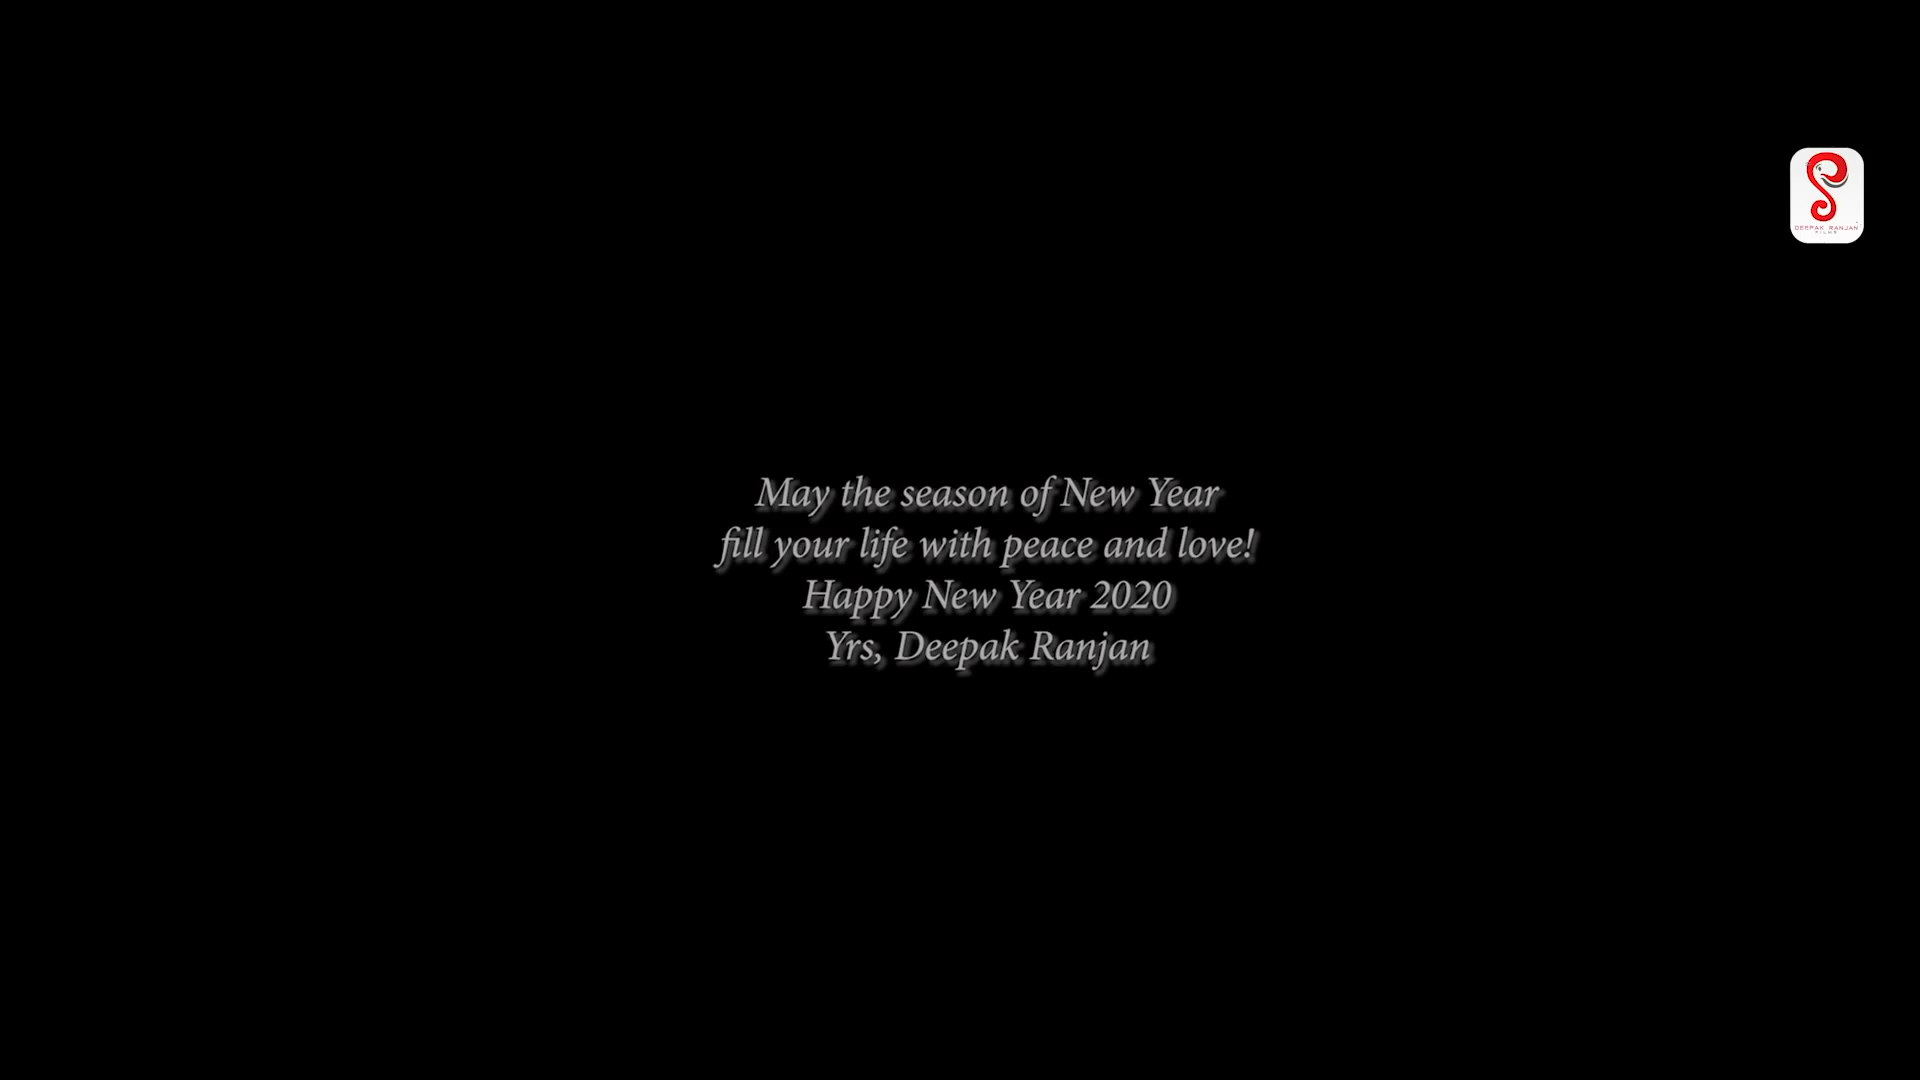 DEEPAK RANJAN
FILMS
May the season of New Year
fill your life with peace and love!
Happy New Year 2020
Yrs, Deepak Ranjan